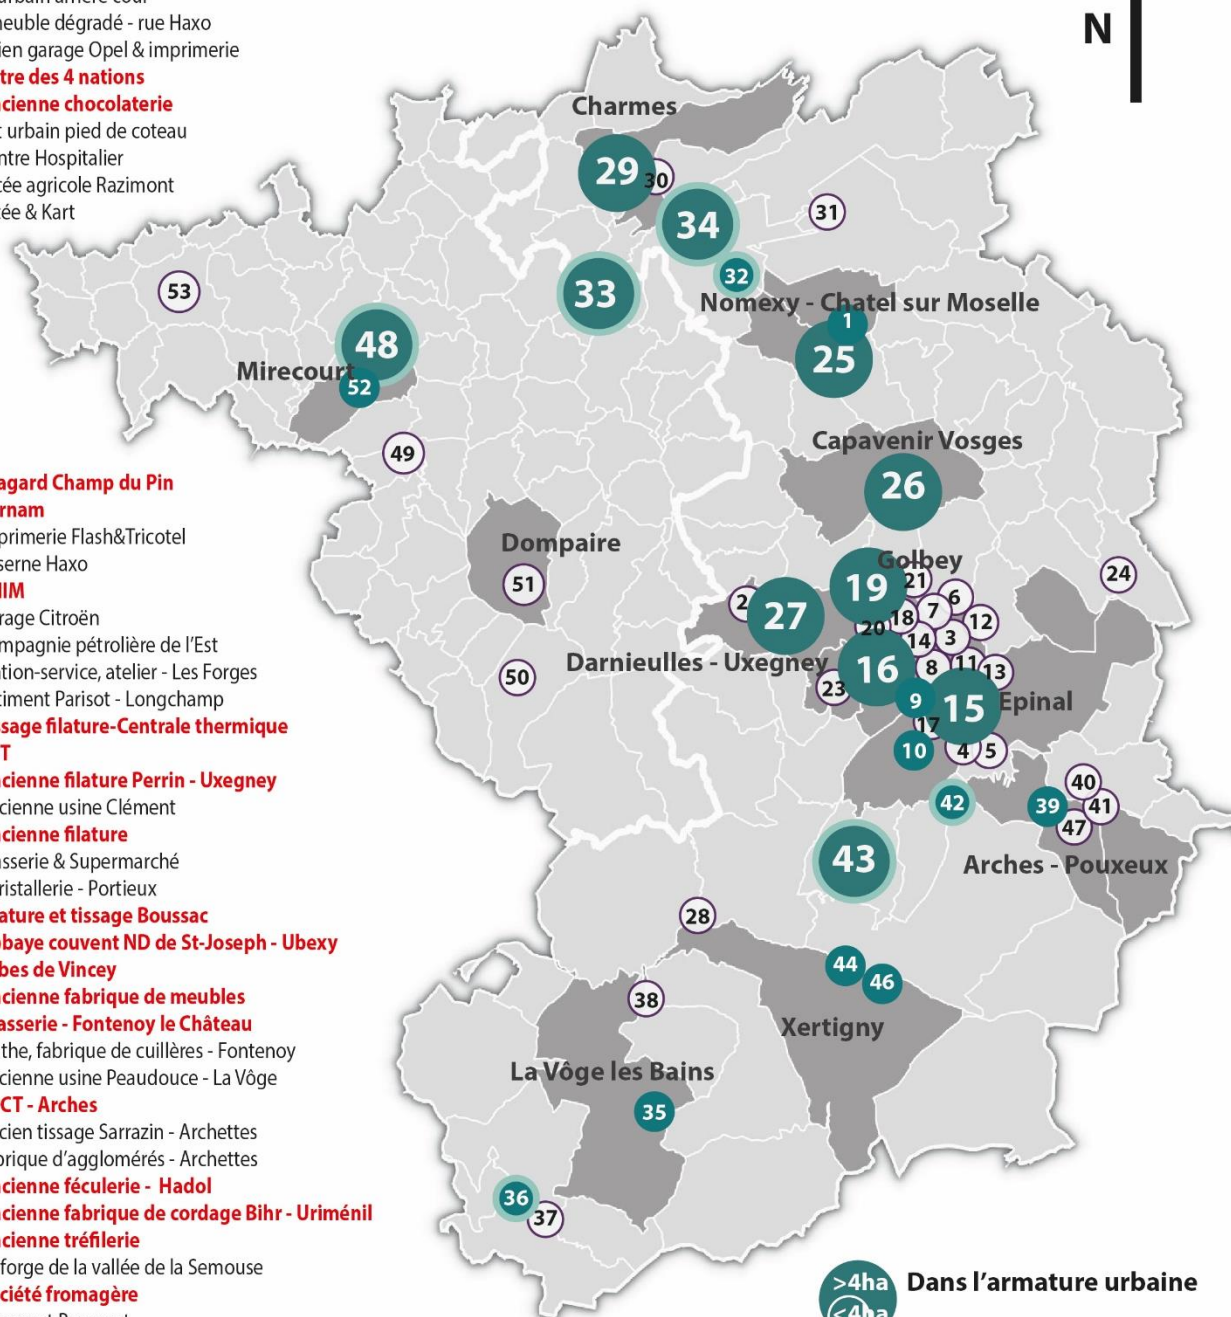 meuble dégradé - rue Haxo
ien garage Opel & imprimerie
tre des 4 nations
cienne chocolaterie
t urbain pied de coteau
ntre Hospitalier
cée agricole Razimont
cée & Kart
agard Champ du Pin
rnam
primerie Flash&Tricotel
serne Haxo
IIM
rage Citroën
mpagnie pétrolière de l'Est
ation-service, atelier - Les Forges
timent Parisot - Longchamp
ssage filature-Centrale thermique
T
cienne filature Perrin - Uxegney
cienne usine Clément
cienne filature
asserie & Supermarché
ristallerie - Portieux
ature et tissage Boussac
bbaye couvent ND de St-Joseph - Ubexy
bes de Vincey
cienne fabrique de meubles
asserie - Fontenoy le Château
the, fabrique de cuillères - Fontenoy
cienne usine Peaudouce - La Vôge
CT - Arches
cien tissage Sarrazin - Archettes
brique d'agglomérés - Archettes
cienne féculerie - Hadol
cienne fabrique de cordage Bihr - Uriménil
cienne tréfilerie
forge de la vallée de la Semouse
ciété fromagère
N
Charmes
29
30
34
31
32
33
53
48
Mirecourt
52
49
Nomexy - Chatel sur Moselle
1
25
Capavenir Vosges
26
Dompaire
51
50
Golbey
19
21
24
2
27
20
18
7
6
12
14
3
Darnieulles - Uxegney
16
8
11
13
23
9
15
Epinal
17
10
4
5
42
39
40
41
47
43
Arches - Pouxeux
28
44
46
Xertigny
38
La Vôge les Bains
35
36
37
>4ha
Dans l'armature urbaine
<4ha